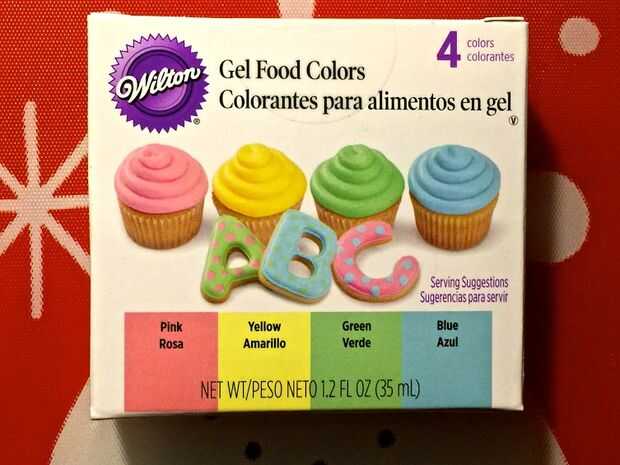 Wilton®
Gel Food Colors
Colorantes para alimentos en gel
4 colors
colorantes
Serving Suggestions
Sugerencias para servir
ABC
Pink
Rosa
Yellow
Amarillo
Green
Verde
Blue
Azul
NET WT/PESO NETO 1.2 FL OZ (35 mL)